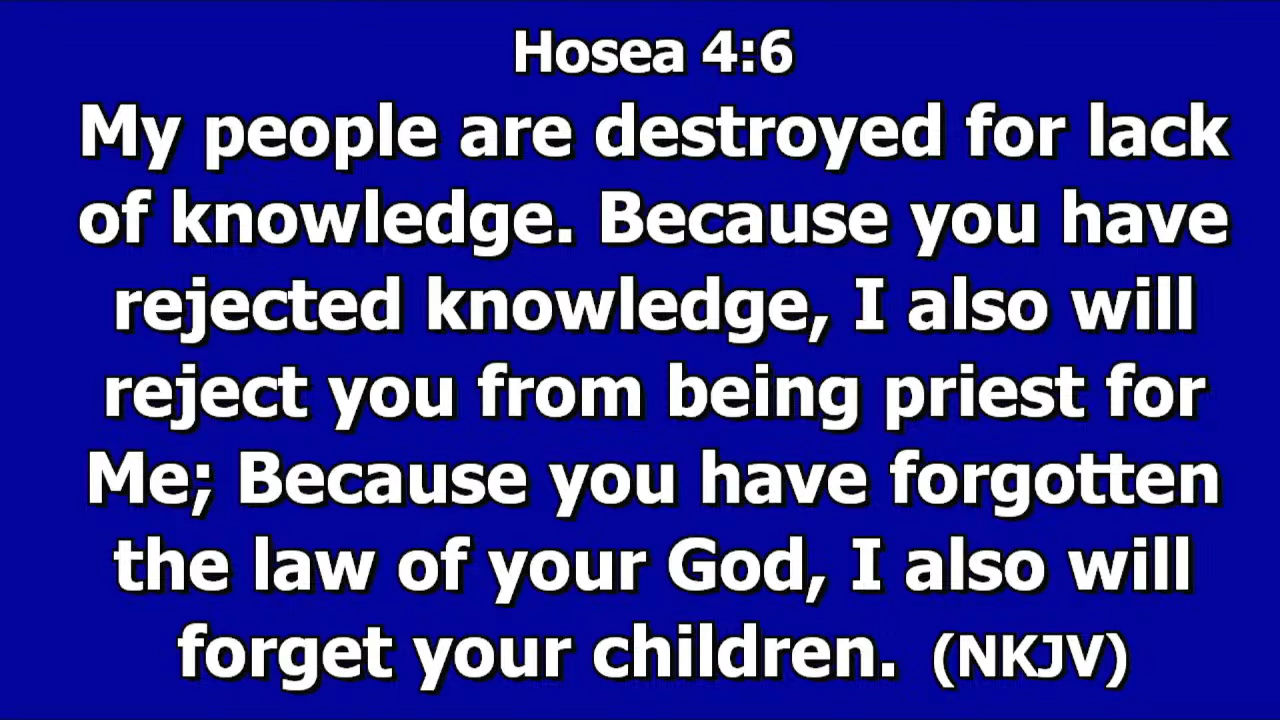 Hosea 4:6
My people are destroyed for lack
of knowledge. Because you have
rejected knowledge, I also will
reject you from being priest for
Me; Because you have forgotten
the law of your God, I also will
forget your children. (NKJV)